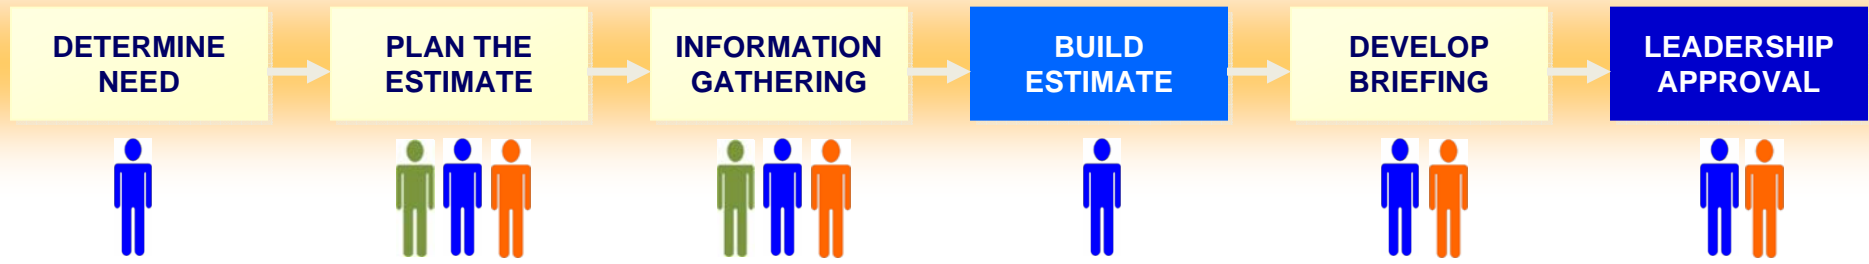 DETERMINE
NEED
PLAN THE
ESTIMATE
INFORMATION
GATHERING
BUILD
ESTIMATE
DEVELOP
BRIEFING
LEADERSHIP
APPROVAL